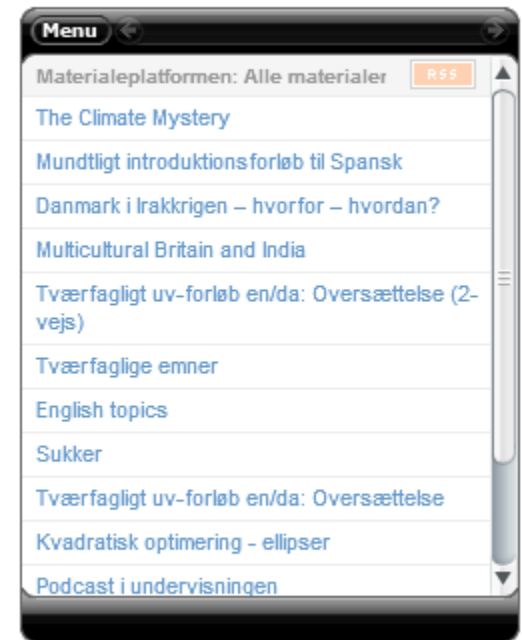 Menu
Materialeplatformen: Alle materialer RSS
The Climate Mystery
Mundtligt introduktionsforløb til Spansk
Danmark i Irakkrigen – hvorfor – hvordan?
Multicultural Britain and India
Tværfagligt uv-forløb en/da: Oversættelse (2-
vejs)
Tværfaglige emner
English topics
Sukker
Tværfagligt uv-forløb en/da: Oversættelse
Kvadratisk optimering - ellipser
Podcast i undervisningen